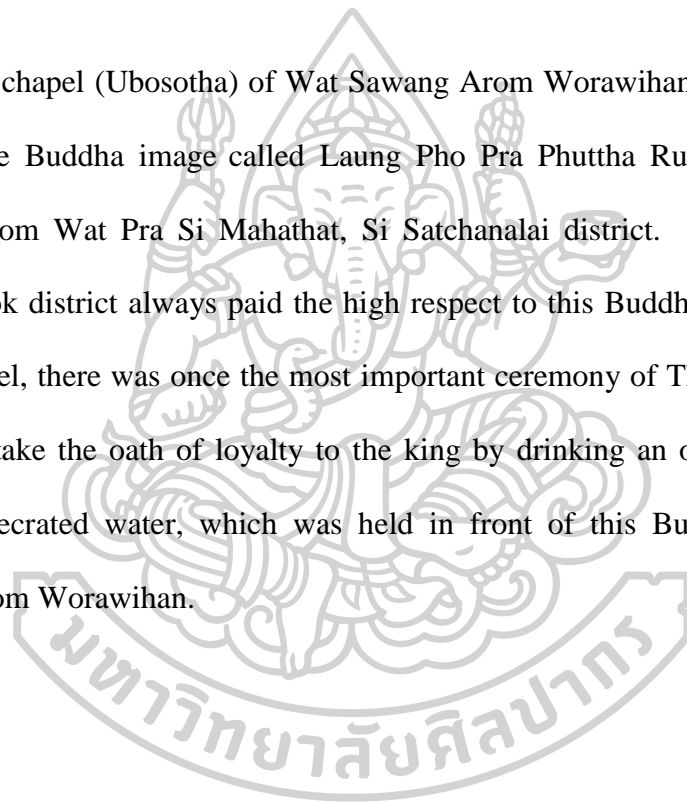 chapel (Ubosotha) of Wat Sawang Arom Worawihan
e Buddha image called Laung Pho Pra Phuttha Ru
om Wat Pra Si Mahathat, Si Satchanalai district.
ok district always paid the high respect to this Buddh
el, there was once the most important ceremony of Th
take the oath of loyalty to the king by drinking an o
ecrated water, which was held in front of this Bu
om Worawihan.
มหาวิทยาลัยศิลปากร